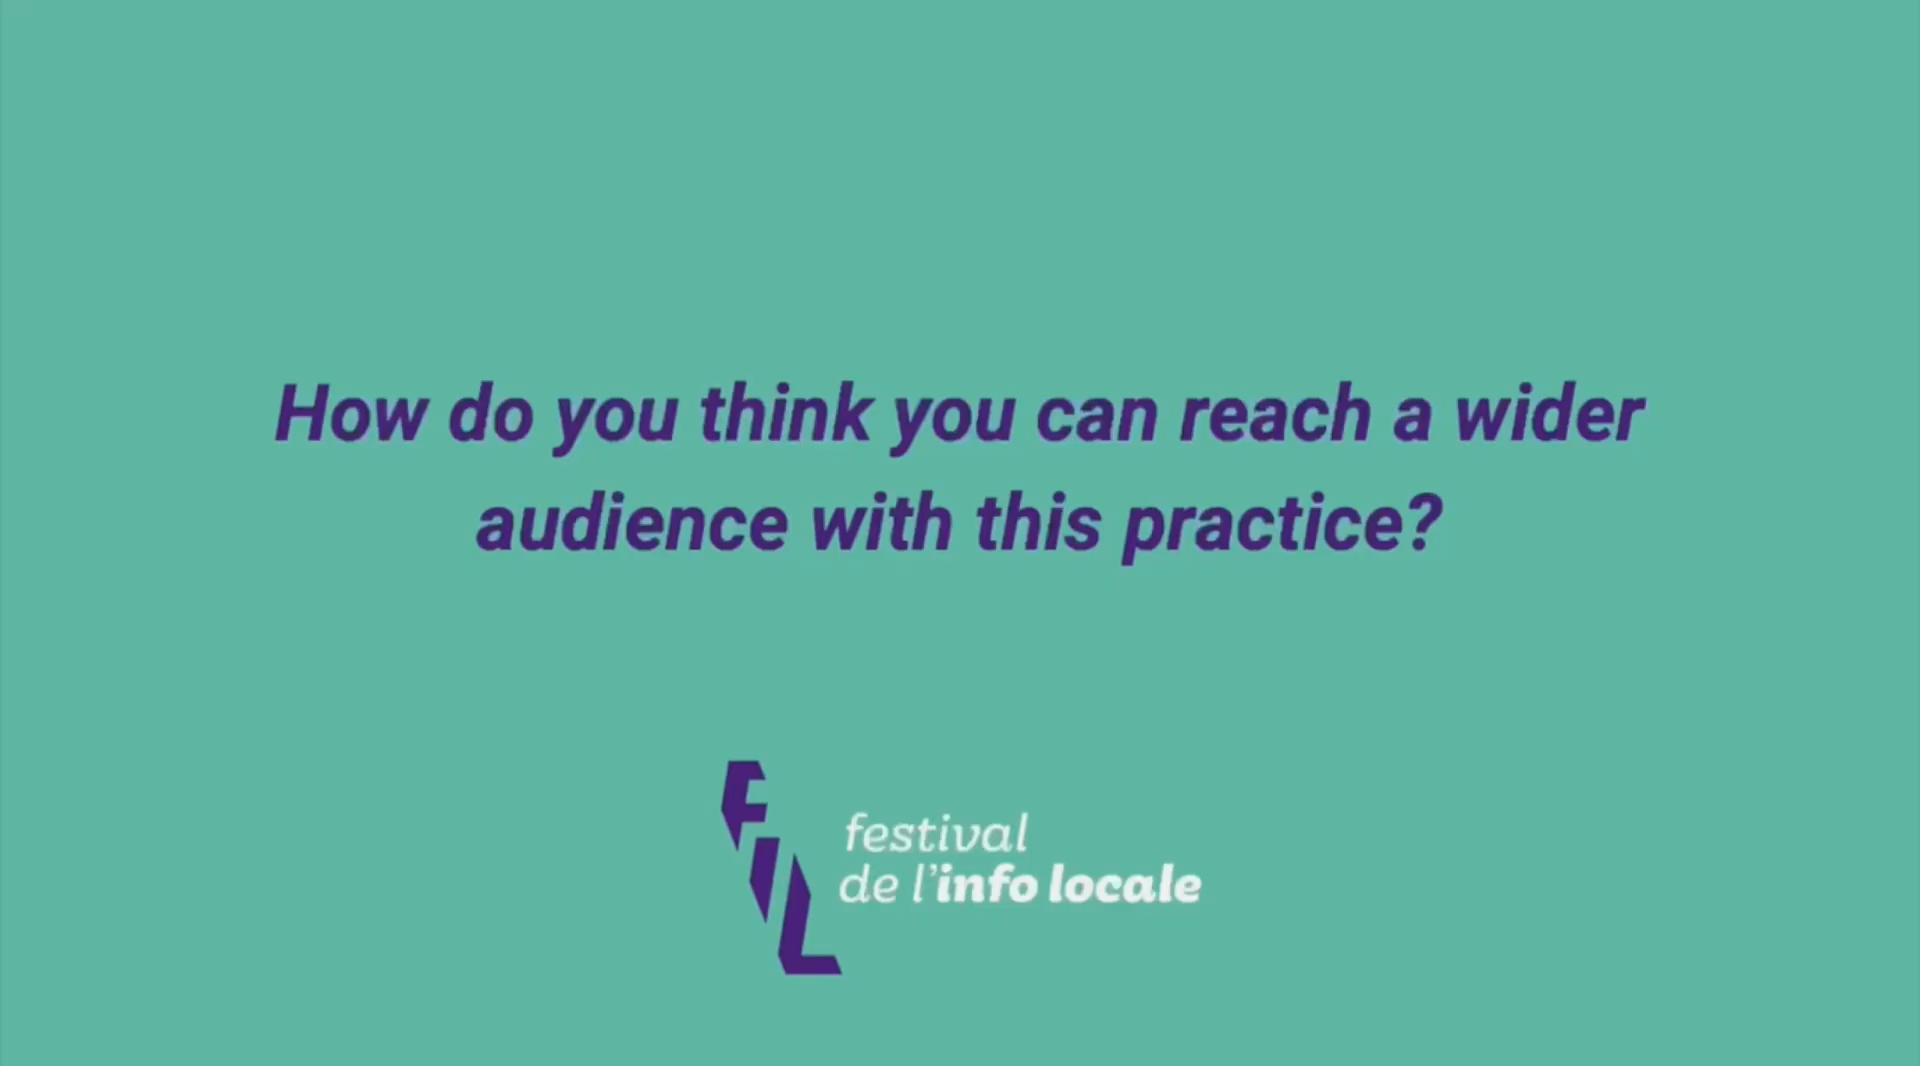 How do you think you can reach a wider
audience with this practice?
FIL
festival
de l'info locale